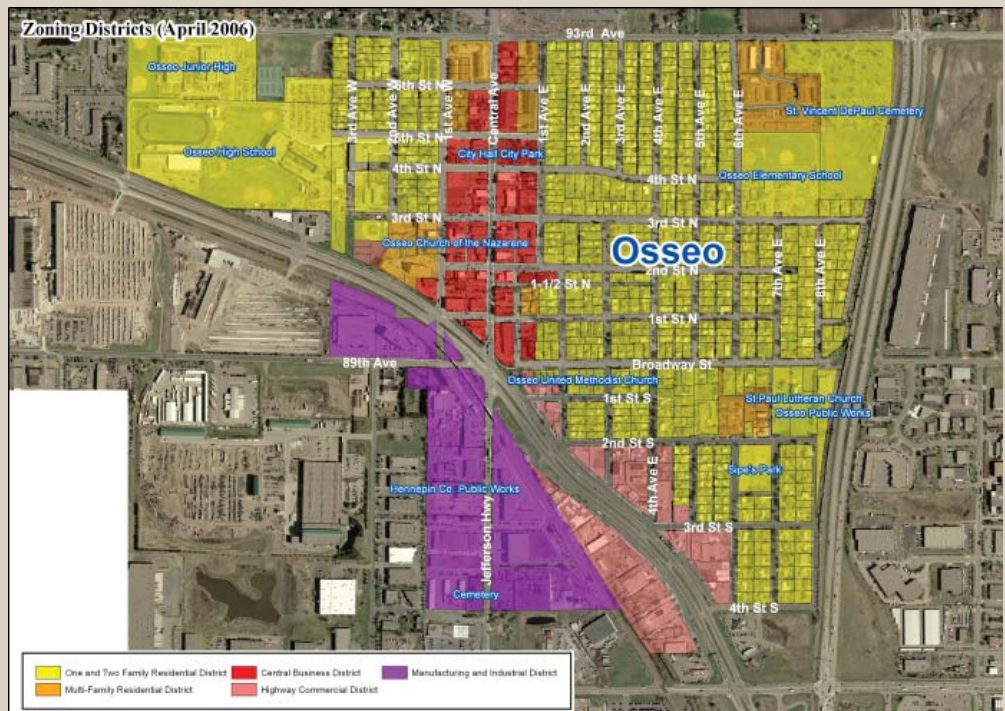 Zoning Districts (April 2006)
93rd Ave
Osseo Junior High
6th St N
3rd Ave W
2nd Ave W
1st Ave W
Central Ave
1st Ave E
2nd Ave E
3rd Ave E
4th Ave E
5th Ave E
6th Ave E
St. Vincent DePaul Cemetery
5th St N
Osseo High School
City Hall City Park
4th St N
4th St N
Osseo Elementary School
3rd St N
3rd St N
Osseo Church of the Nazarene
Osseo
2nd St N
7th Ave E
8th Ave E
1-1/2 St N
1st St N
89th Ave
Broadway St
Osseo United Methodist Church
1st St S
St Paul Lutheran Church
Osseo Public Works
2nd St S
Sipe's Park
4th Ave E
Hennepin Co. Public Works
3rd St S
Jefferson Hwy
Cemetery
4th St S
One and Two Family Residential District
Central Business District
Manufacturing and Industrial District
Multi-Family Residential District
Highway Commercial District